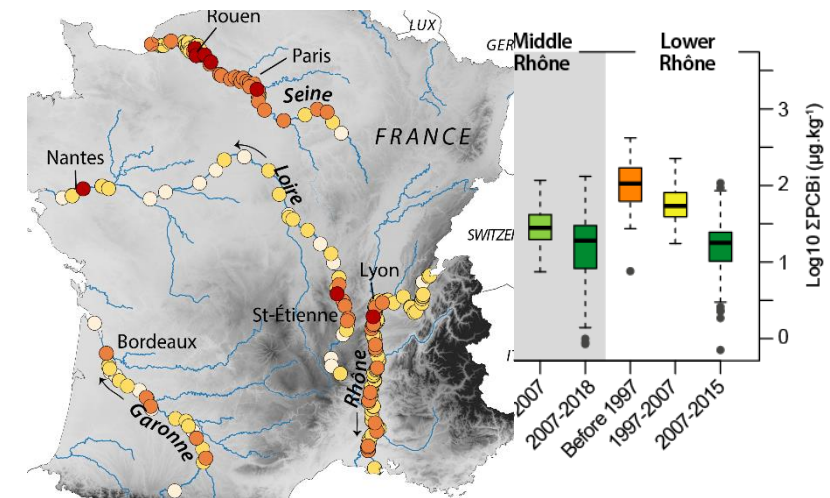 Rouen
LUX
GER
Paris
Seine
FRANCE
Nantes
Loire
SWITZER
Lyon
St-Étienne
Bordeaux
Rhône
Garonne
Middle
Rhône
Lower
Rhône
3
2
1
0
Log10 ΣPCBi (µg.kg⁻¹)
2007
2007-2018
Before 1997
1997-2007
2007-2015